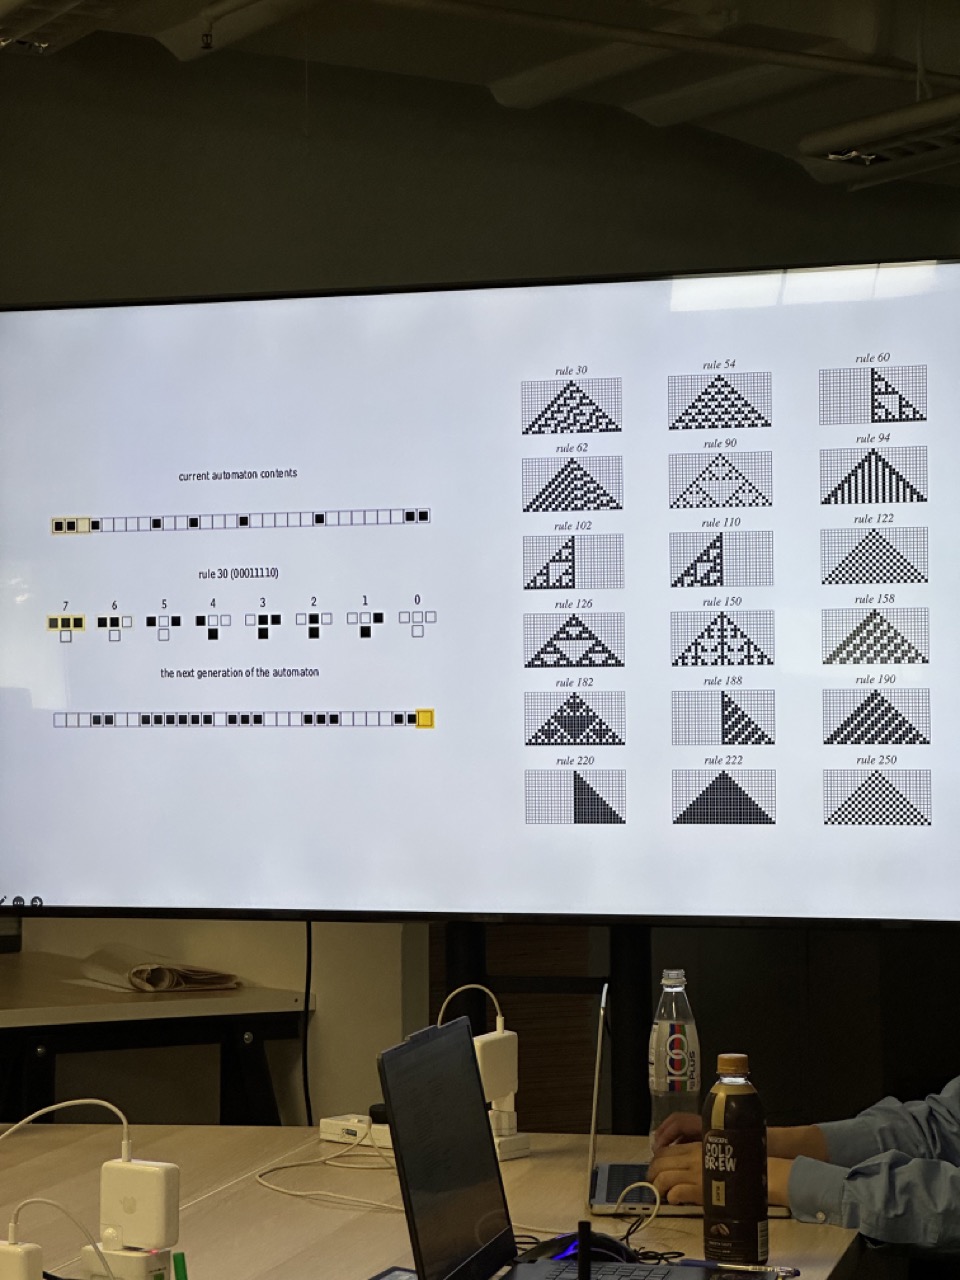 current automaton contents
rule 30 (00011110)
7 6 5 4 3 2 1 0
the next generation of the automaton
rule 30 rule 54 rule 60
rule 62 rule 90 rule 94
rule 102 rule 110 rule 122
rule 126 rule 150 rule 158
rule 182 rule 188 rule 190
rule 220 rule 222 rule 250
100
PLUS
NESCAFE
COLD
BREW